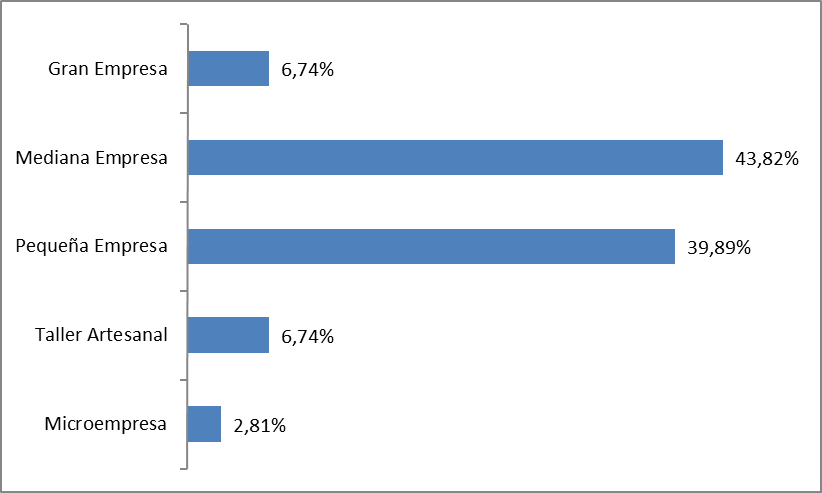 Gran Empresa 6,74%
Mediana Empresa 43,82%
Pequeña Empresa 39,89%
Taller Artesanal 6,74%
Microempresa 2,81%